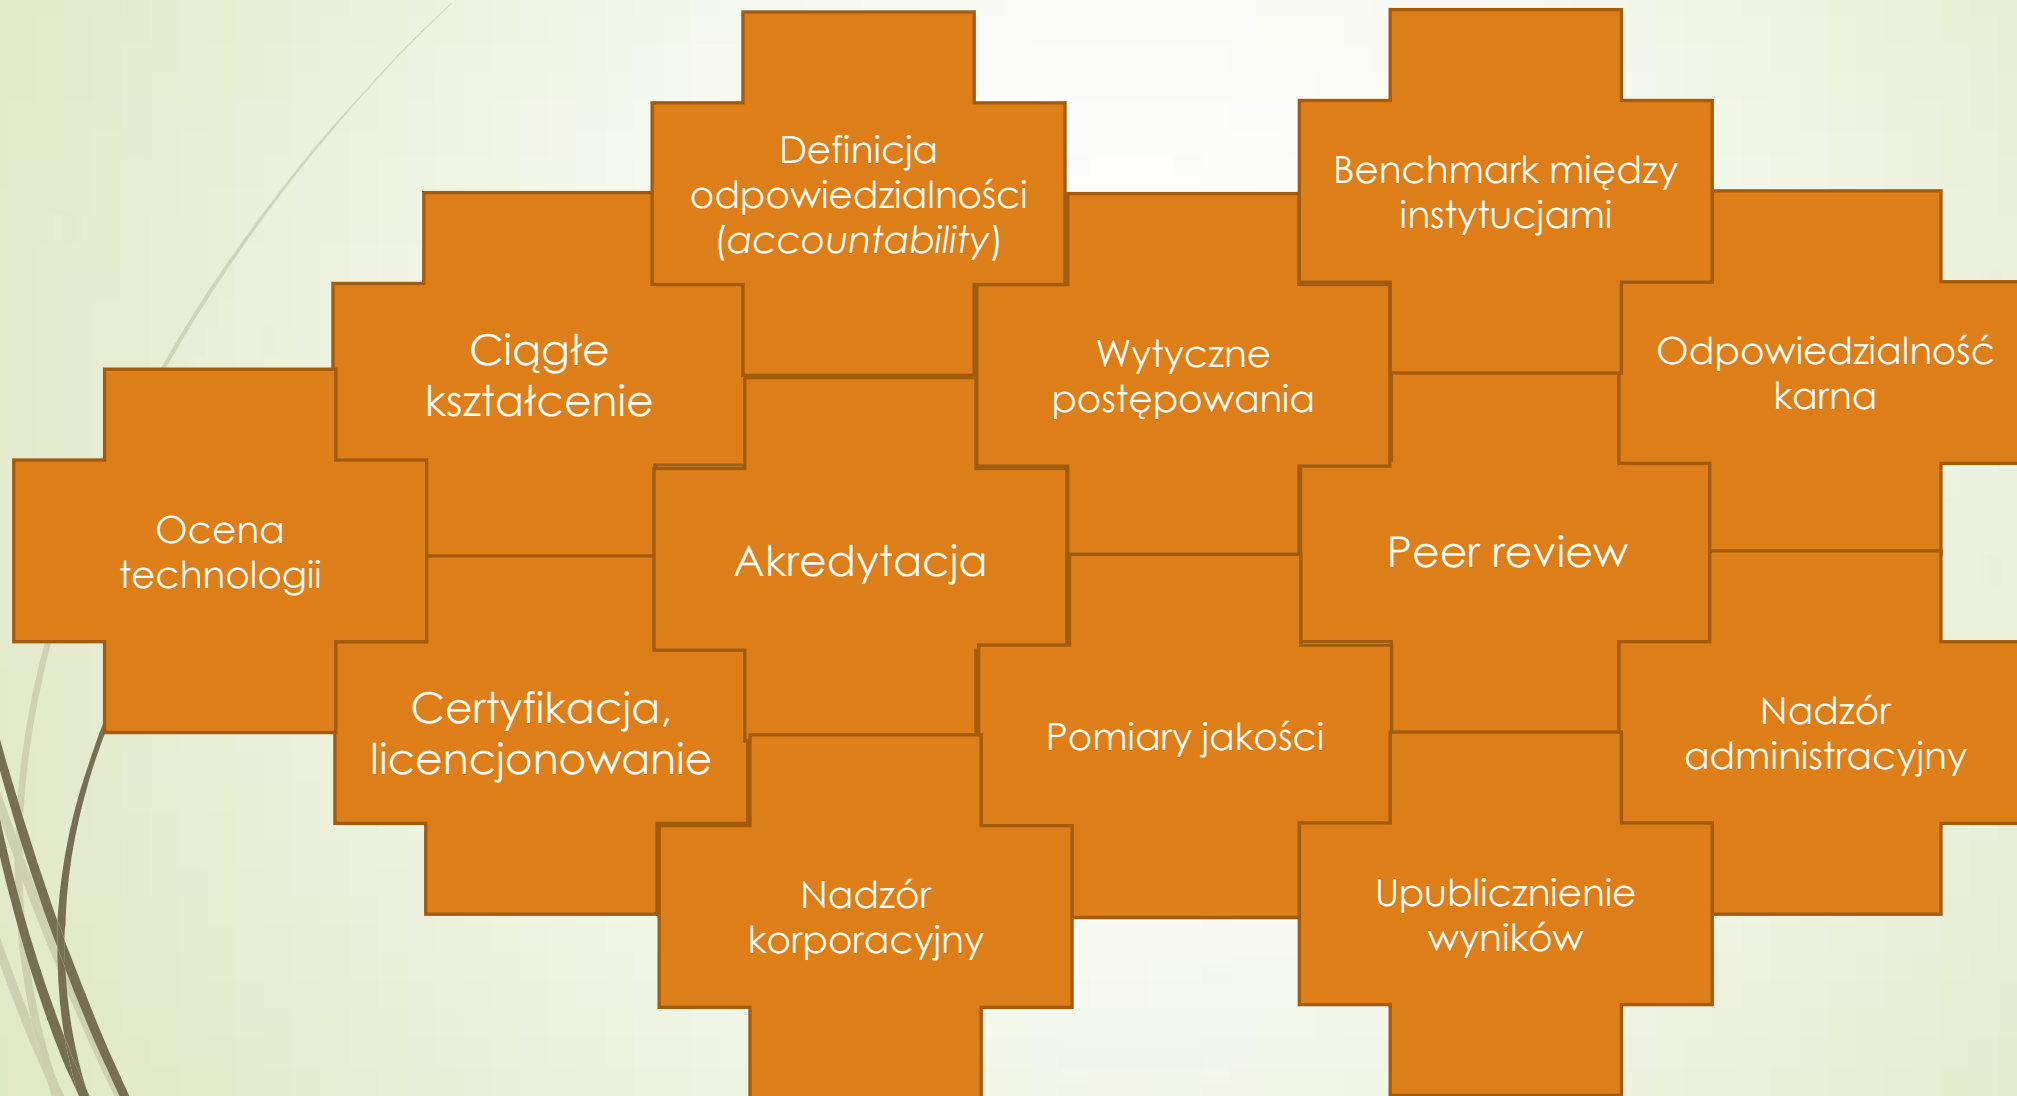 Definicja
odpowiedzialności
(accountability)
Benchmark między
instytucjami
Ciągłe
kształcenie
Wytyczne
postępowania
Odpowiedzialność
karna
Ocena
technologii
Akredytacja
Peer review
Certyfikacja,
licencjonowanie
Pomiary jakości
Nadzór
administracyjny
Nadzór
korporacyjny
Upublicznienie
wyników